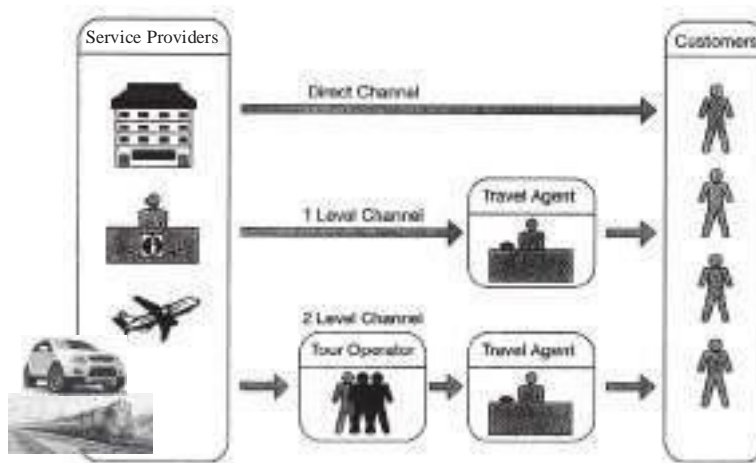 Service Providers
Customers
Direct Channel
1 Level Channel
Travel Agent
2 Level Channel
Tour Operator
Travel Agent